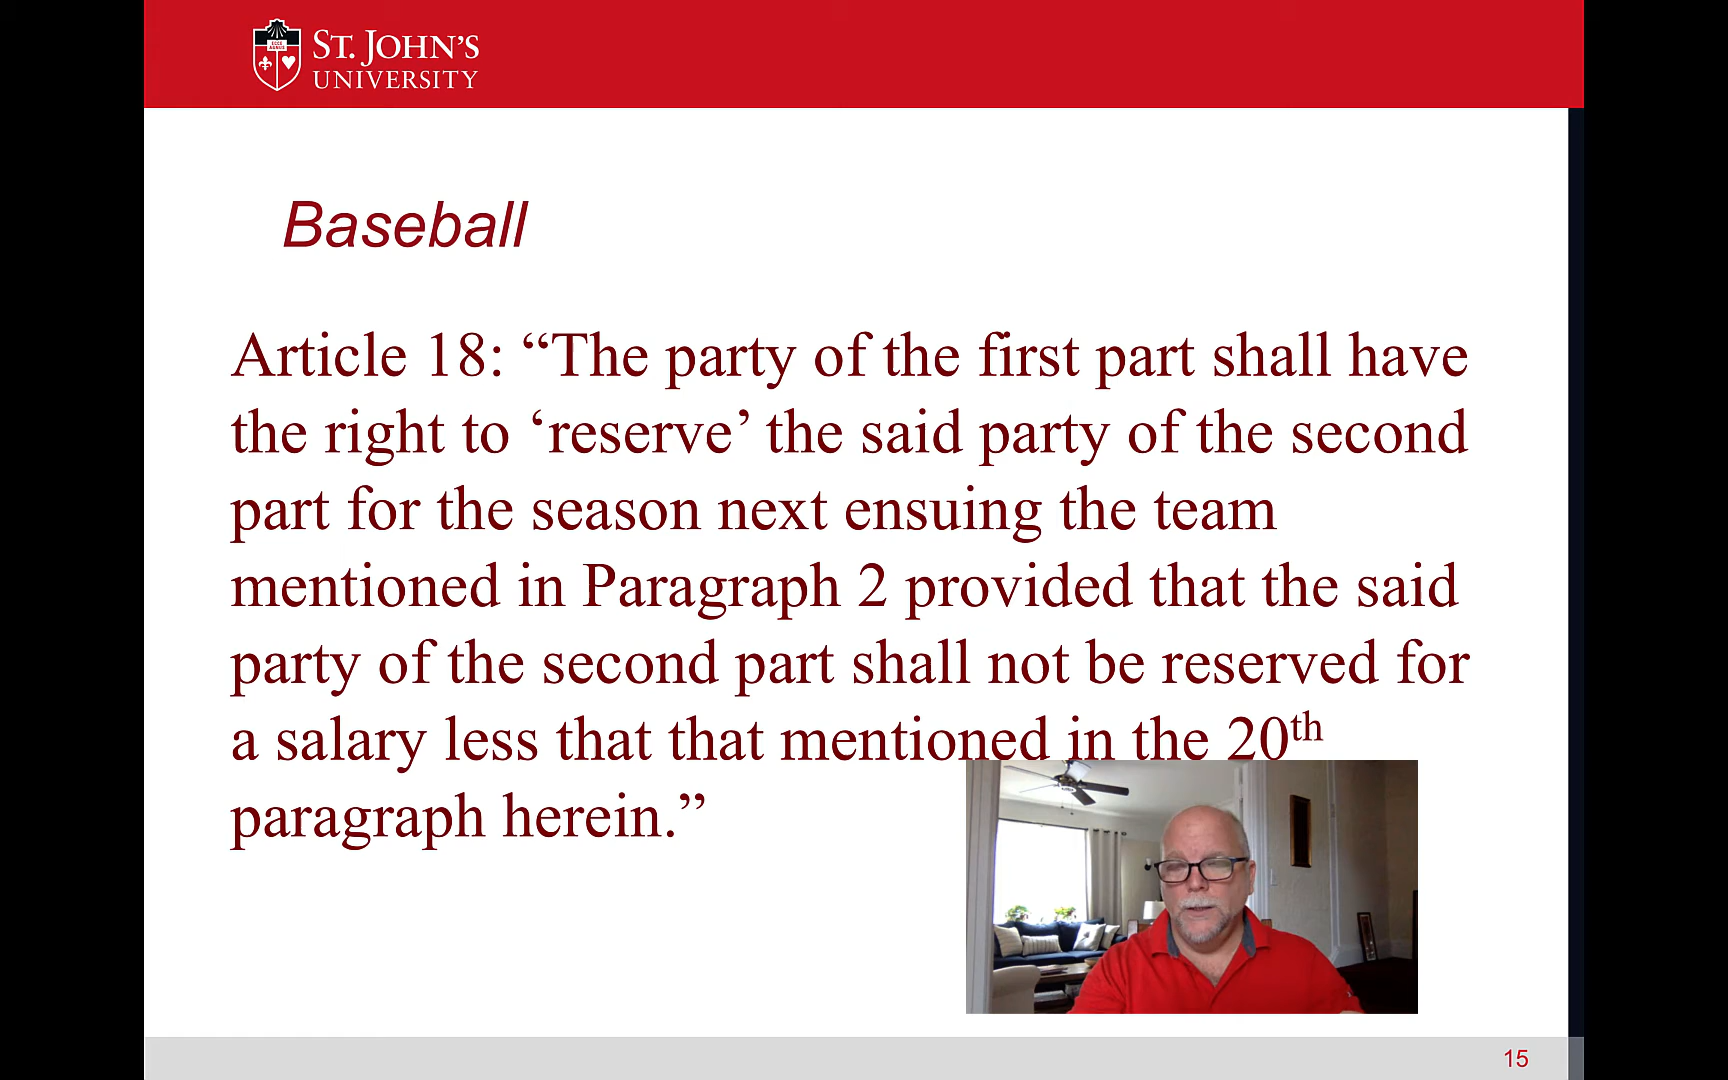 ECCE
AGNUS
ST. JOHN'S
UNIVERSITY
Baseball
Article 18: “The party of the first part shall have
the right to ‘reserve’ the said party of the second
part for the season next ensuing the team
mentioned in Paragraph 2 provided that the said
party of the second part shall not be reserved for
a salary less that that mentioned in the 20th
paragraph herein.”
15